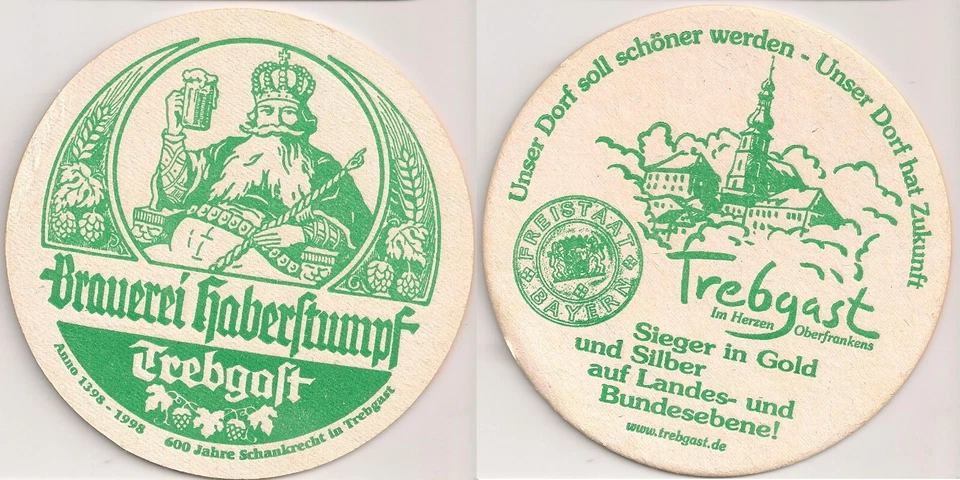 Brauerei Haberstumpf
Trebgast
Anno 1398 - 1998 600 Jahre Schankrecht in Trebgast
Unser Dorf soll schöner werden - Unser Dorf hat Zukunft
FREISTAAT
BAYERN
Trebgast
Im Herzen Oberfrankens
Sieger in Gold
und Silber
auf Landes- und
Bundesebene!
www.trebgast.de